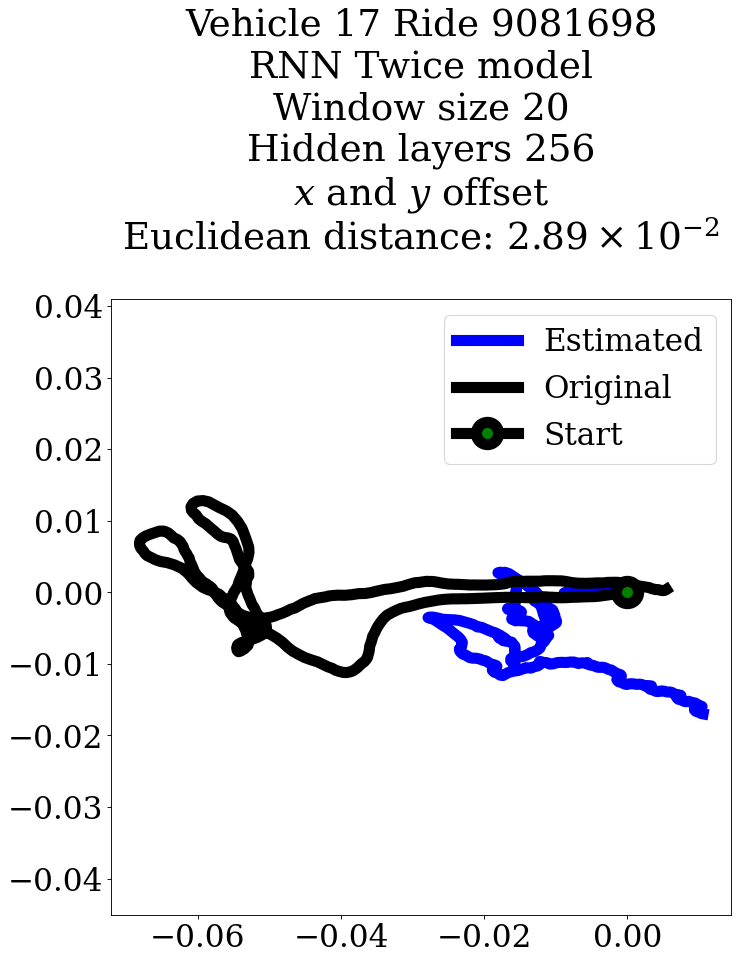 Vehicle 17 Ride 9081698
RNN Twice model
Window size 20
Hidden layers 256
x and y offset
Euclidean distance: 2.89 × 10⁻²
Estimated
Original
Start
0.04
0.03
0.02
0.01
0.00
−0.01
−0.02
−0.03
−0.04
−0.06 −0.04 −0.02 0.00